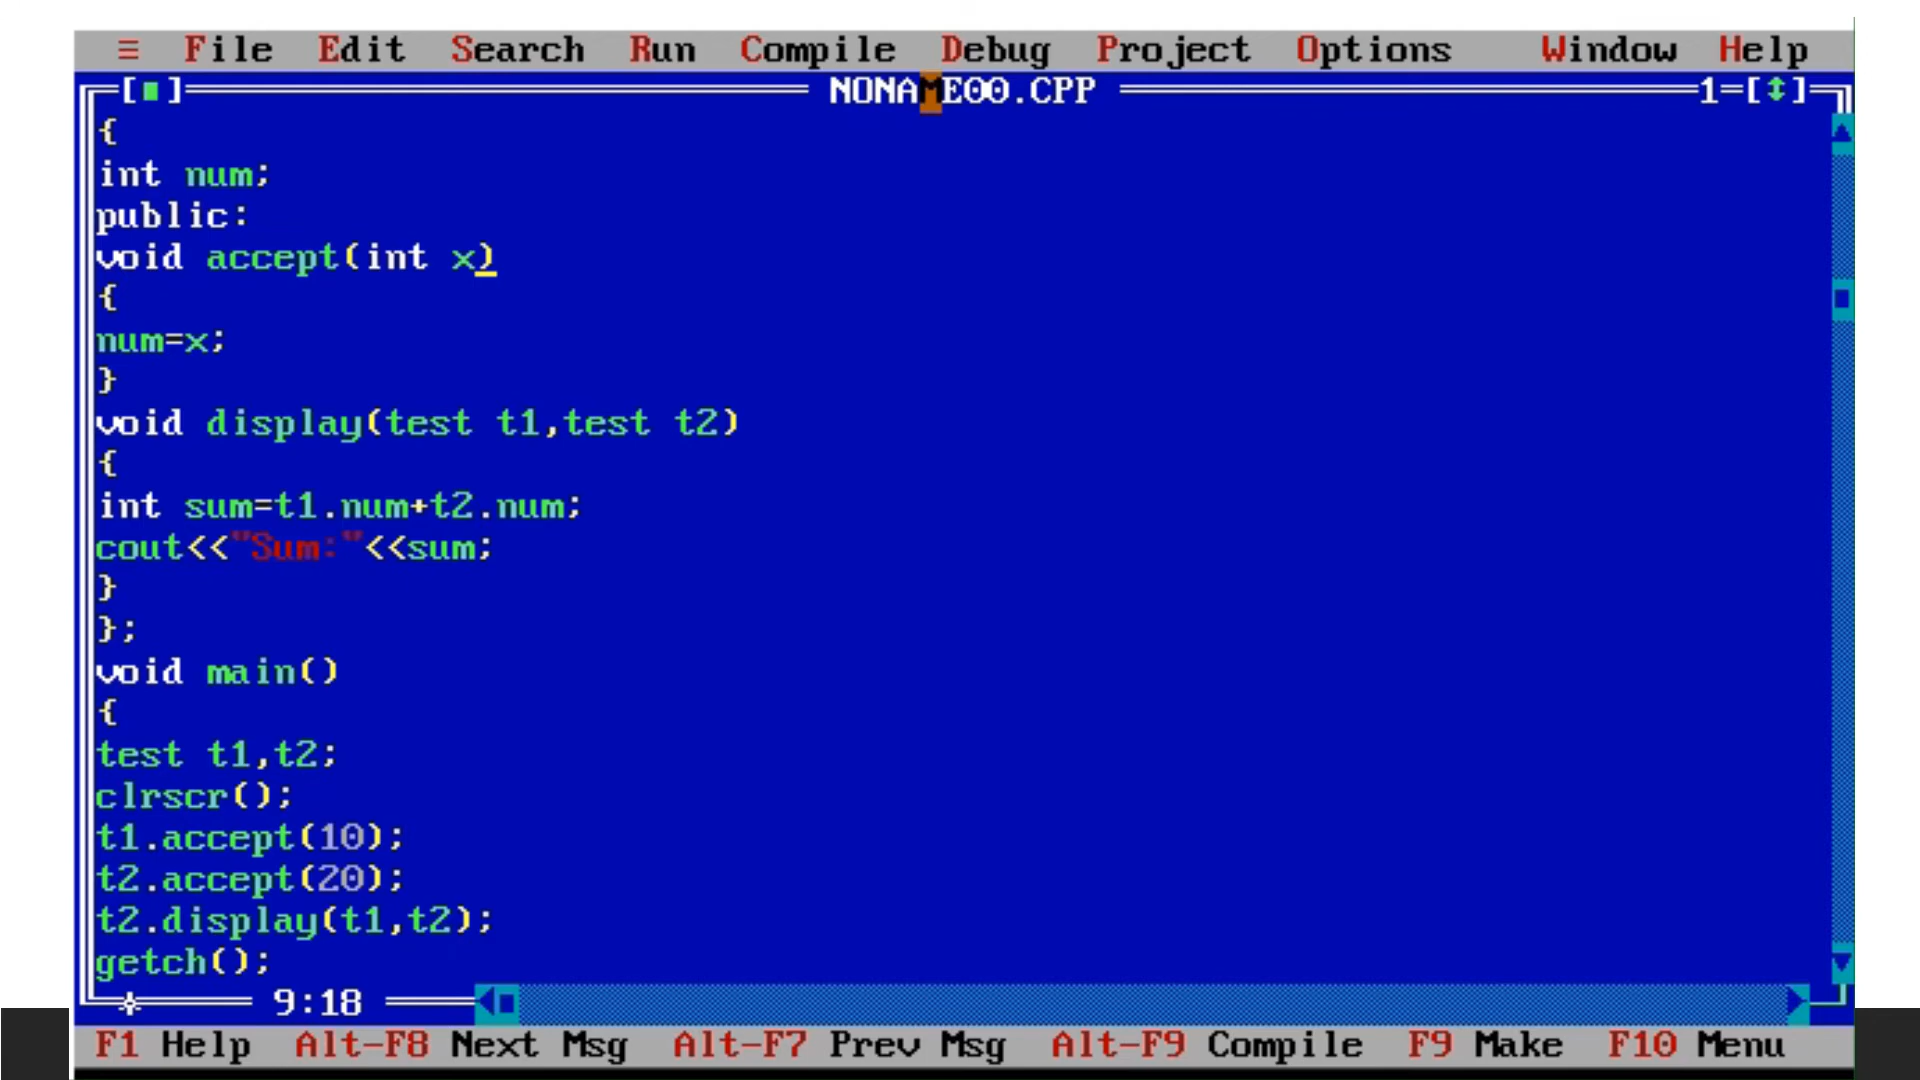 ≡ File Edit Search Run Compile Debug Project Options Window Help
[■] NONAME00.CPP 1=[↕]
{
int num;
public:
void accept(int x)
{
num=x;
}
void display(test t1,test t2)
{
int sum=t1.num+t2.num;
cout<<"Sum:"<<sum;
}
};
void main()
{
test t1,t2;
clrscr();
t1.accept(10);
t2.accept(20);
t2.display(t1,t2);
getch();
9:18
F1 Help Alt-F8 Next Msg Alt-F7 Prev Msg Alt-F9 Compile F9 Make F10 Menu